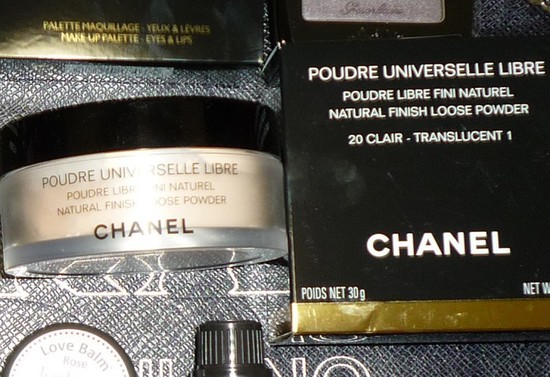 PALETTE MAQUILLAGE - YEUX & LÈVRES
MAKE-UP PALETTE - EYES & LIPS
Guerlain
POUDRE UNIVERSELLE LIBRE
POUDRE LIBRE FINI NATUREL
NATURAL FINISH LOOSE POWDER
CHANEL
POUDRE UNIVERSELLE LIBRE
POUDRE LIBRE FINI NATUREL
NATURAL FINISH LOOSE POWDER
20 CLAIR - TRANSLUCENT 1
CHANEL
POIDS NET 30g
NET W
Love Balm
Rose